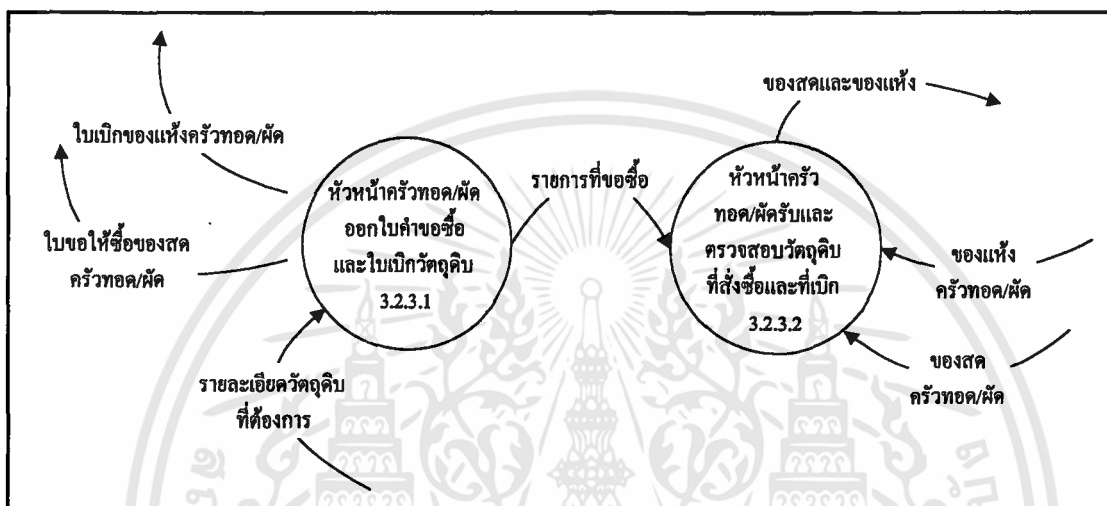 ของสดและของแห้ง
ใบเบิกของแห้งครัวทอด/ผัด
ใบขอให้ซื้อของสด
ครัวทอด/ผัด
หัวหน้าครัวทอด/ผัด
ออกใบคำขอซื้อ
และใบเบิกวัตถุดิบ
3.2.3.1
รายการที่ขอซื้อ
หัวหน้าครัว
ทอด/ผัดรับและ
ตรวจสอบวัตถุดิบ
ที่สั่งซื้อและที่เบิก
3.2.3.2
ของแห้ง
ครัวทอด/ผัด
ของสด
ครัวทอด/ผัด
รายละเอียดวัตถุดิบ
ที่ต้องการ